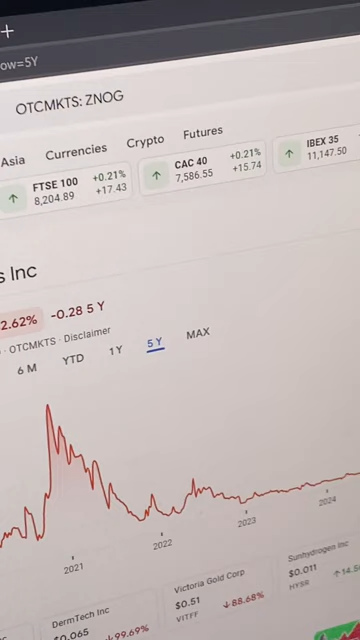 +
ow=5Y
OTCMKTS: ZNOG
Asia Currencies Crypto Futures
FTSE 100 +0.21%
8,204.89 +17.43
CAC 40 +0.21%
7,586.55 +15.74
IBEX 35
11,147.50
s Inc
2.62% -0.28 5 Y
· OTCMKTS · Disclaimer
6 M YTD 1 Y 5 Y MAX
2021 2022 2023 2024
DermTech Inc
$0.065
↓99.69%
Victoria Gold Corp
$0.51
VITFF ↓88.68%
Sunhydrogen Inc
$0.011
HYSR ↑14.5